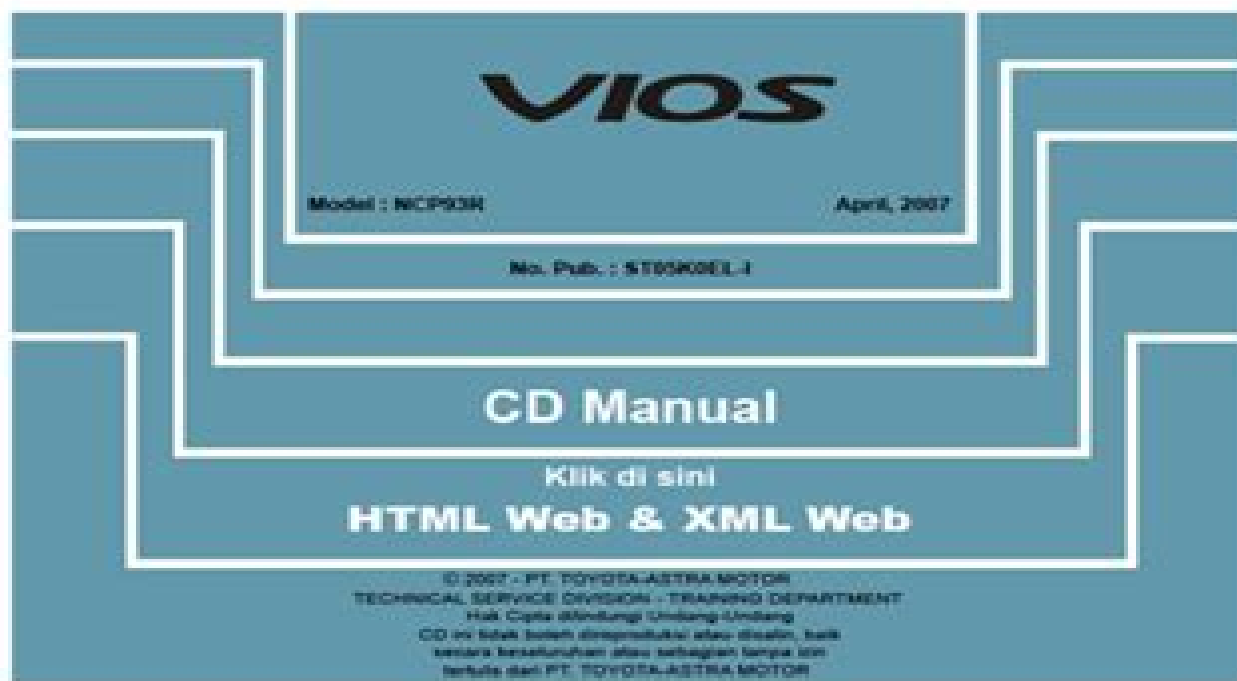 VIOS
Model : NCP93R April, 2007
No. Pub. : ST05K0EL-I
CD Manual
Klik di sini
HTML Web & XML Web
© 2007 - PT. TOYOTA-ASTRA MOTOR
TECHNICAL SERVICE DIVISION - TRAINING DEPARTMENT
Hak Cipta dilindungi Undang-Undang
CD ini tidak boleh direproduksi atau disalin, baik
secara keseluruhan atau sebagian tanpa izin
tertulis dari PT. TOYOTA-ASTRA MOTOR